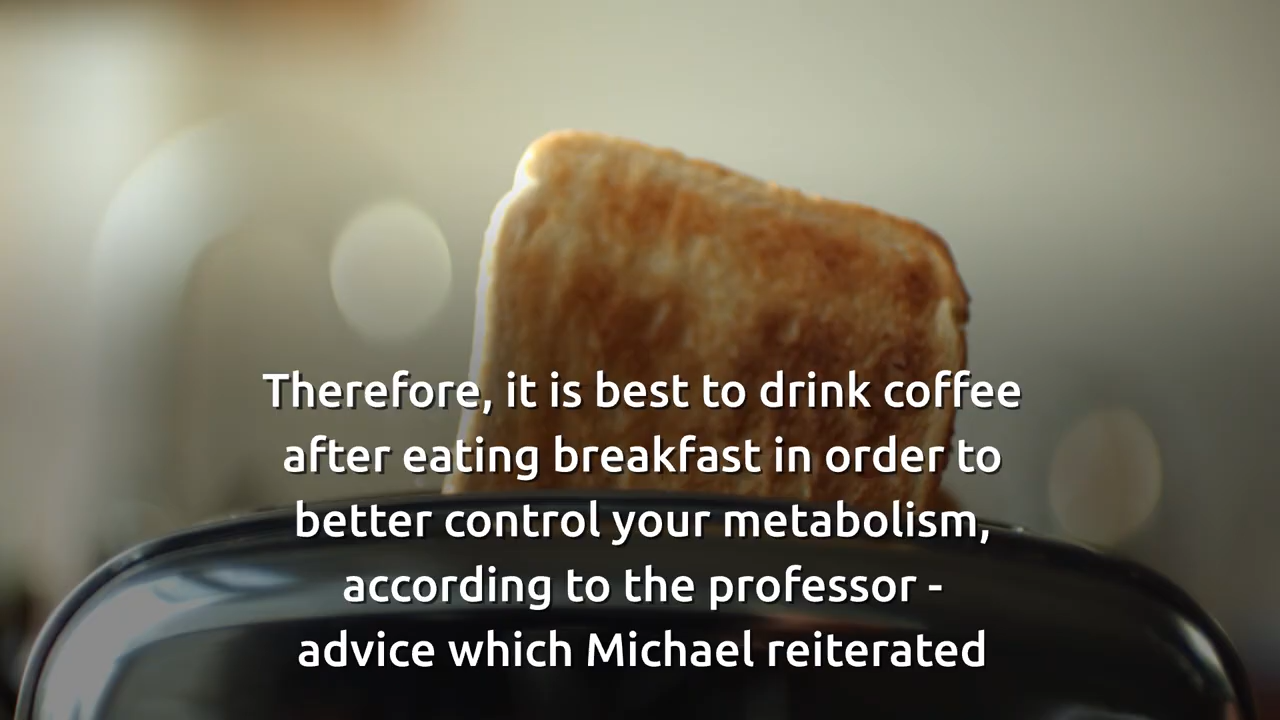 Therefore, it is best to drink coffee
after eating breakfast in order to
better control your metabolism,
according to the professor -
advice which Michael reiterated